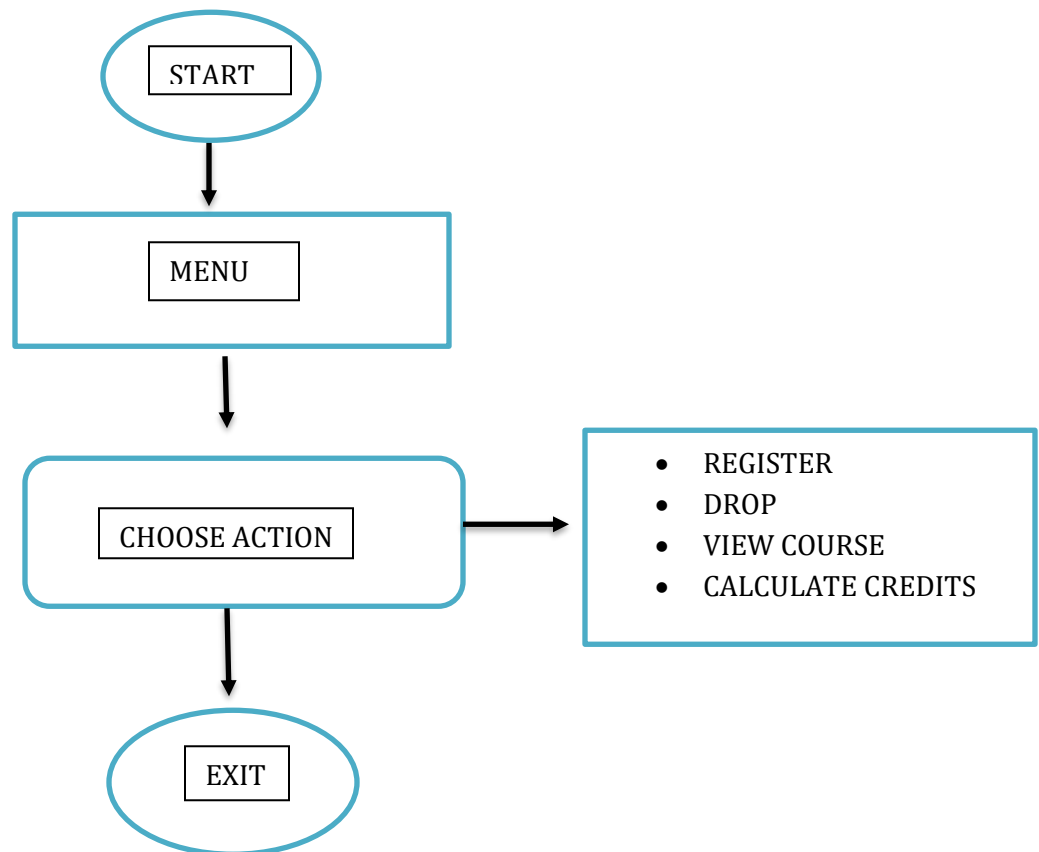 START
MENU
CHOOSE ACTION
• REGISTER
• DROP
• VIEW COURSE
• CALCULATE CREDITS
EXIT